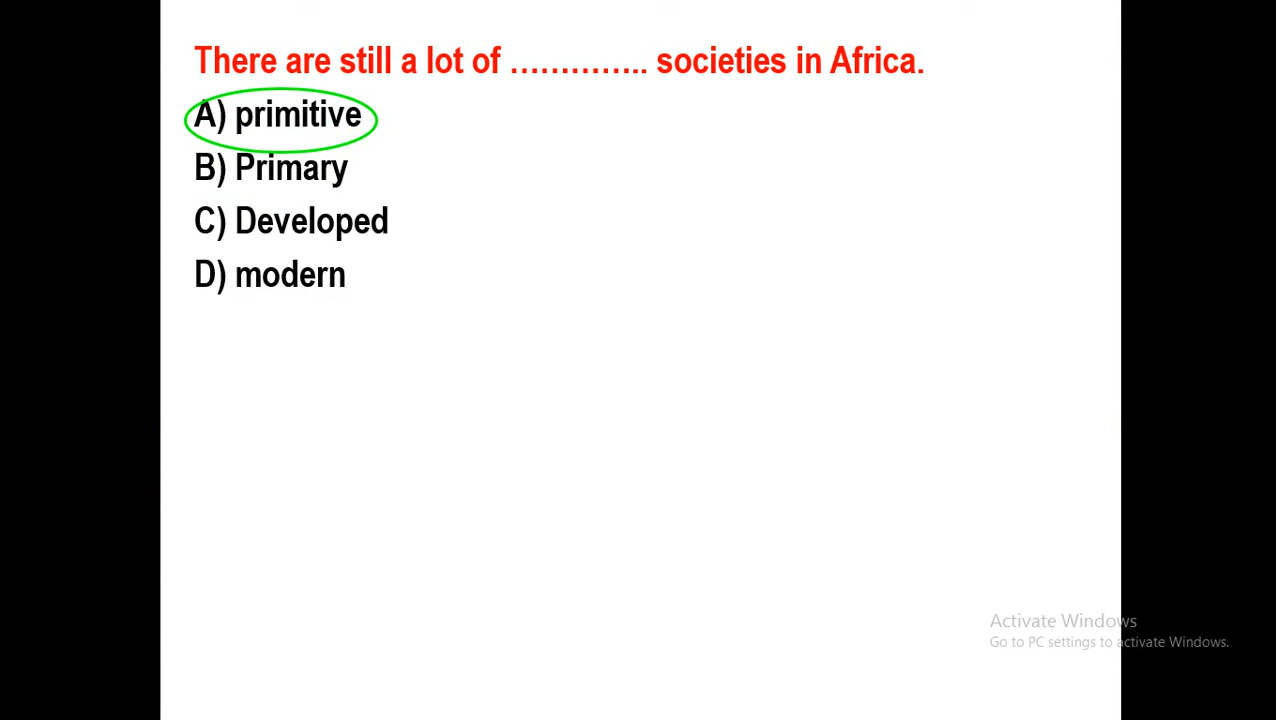 There are still a lot of ………….. societies in Africa.
A) primitive
B) Primary
C) Developed
D) modern
Activate Windows
Go to PC settings to activate Windows.